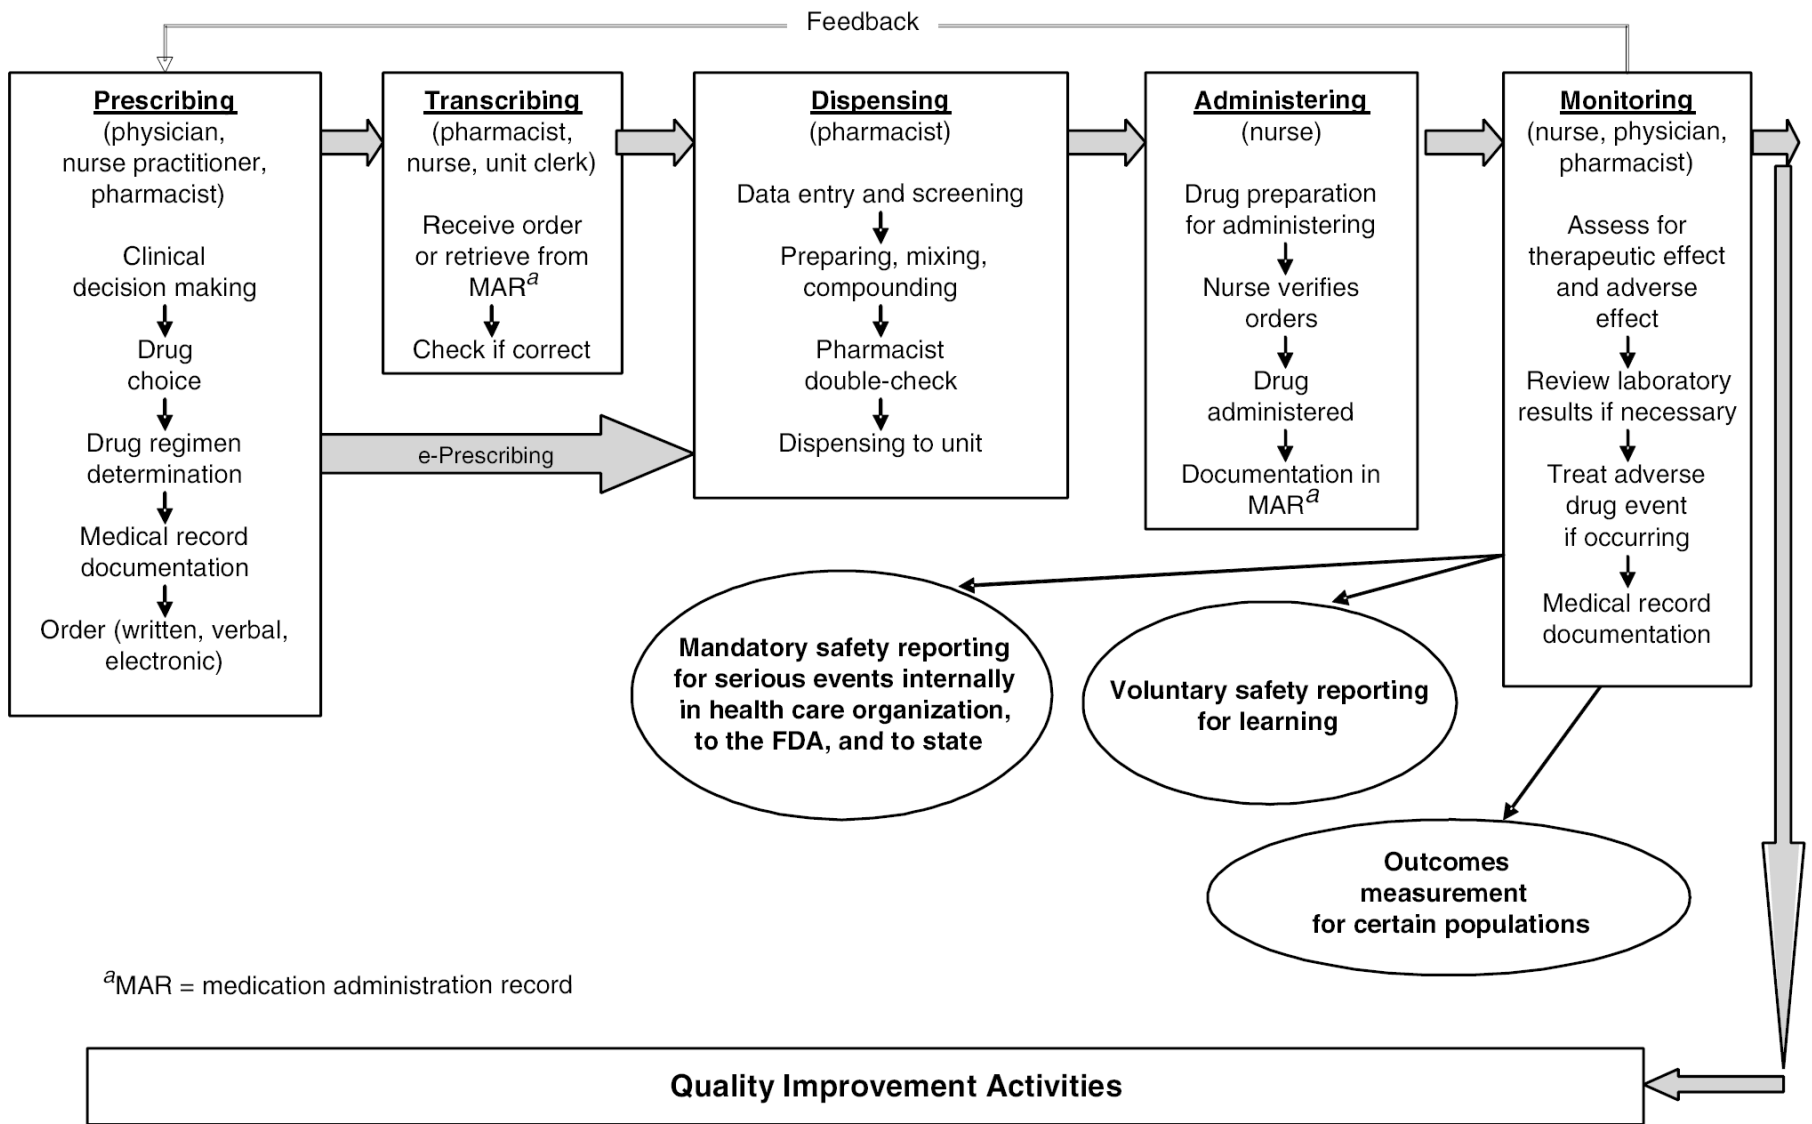 Feedback
Prescribing
(physician,
nurse practitioner,
pharmacist)
Clinical
decision making
Drug
choice
Drug regimen
determination
Medical record
documentation
Order (written, verbal,
electronic)
Transcribing
(pharmacist,
nurse, unit clerk)
Receive order
or retrieve from
MARa
Check if correct
e-Prescribing
Dispensing
(pharmacist)
Data entry and screening
Preparing, mixing,
compounding
Pharmacist
double-check
Dispensing to unit
Administering
(nurse)
Drug preparation
for administering
Nurse verifies
orders
Drug
administered
Documentation in
MARa
Monitoring
(nurse, physician,
pharmacist)
Assess for
therapeutic effect
and adverse
effect
Review laboratory
results if necessary
Treat adverse
drug event
if occurring
Medical record
documentation
Mandatory safety reporting
for serious events internally
in health care organization,
to the FDA, and to state
Voluntary safety reporting
for learning
Outcomes
measurement
for certain populations
aMAR = medication administration record
Quality Improvement Activities